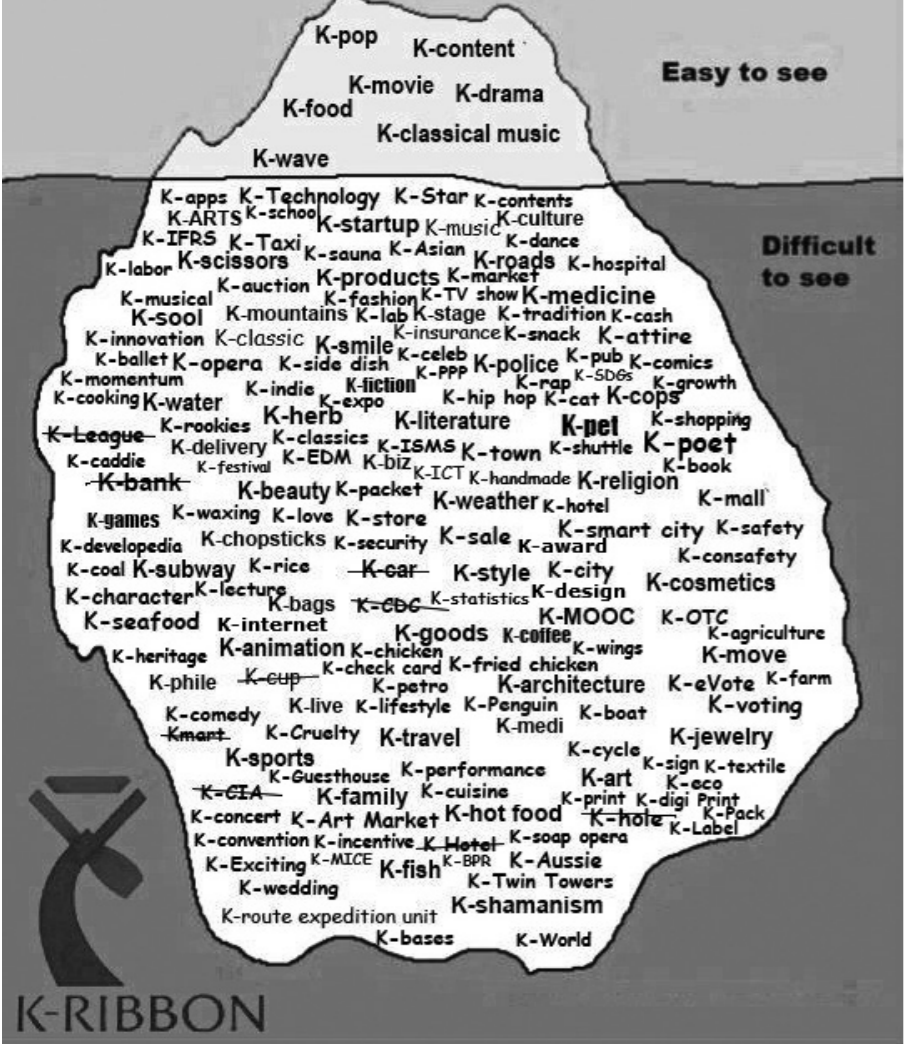 K-pop
K-content
K-movie
K-drama
K-food
K-classical music
K-wave
Easy to see
K-apps K-Technology K-Star K-contents
K-ARTS K-school K-startup K-music K-culture
K-IFRS K-Taxi K-sauna K-Asian K-dance
K-labor K-scissors K-roads K-hospital
Difficult
to see
K-auction K-products K-market
K-musical K-fashion K-TV show K-medicine
K-sool K-mountains K-lab K-stage K-tradition K-cash
K-innovation K-classic K-smile K-insurance K-snack K-attire
K-ballet K-opera K-side dish K-celeb K-PPP K-police K-pub K-comics
K-momentum K-indie K-fiction K-rap K-SDGs K-growth
K-cooking K-water K-expo K-hip hop K-cat K-cops
K-rookies K-herb K-literature K-pet K-shopping
K-League K-delivery K-classics K-ISMS K-town K-shuttle K-poet
K-caddie K-festival K-EDM K-biz K-ICT K-handmade K-religion K-book
K-bank K-beauty K-packet K-weather K-hotel K-mall
K-games K-waxing K-love K-store K-sale K-smart city K-safety
K-developedia K-chopsticks K-security K-award K-consafety
K-coal K-subway K-rice K-car K-style K-city K-cosmetics
K-character K-lecture K-bags K-CDC K-statistics K-design
K-seafood K-internet K-goods K-coffee K-MOOC K-OTC
K-agriculture
K-heritage K-animation K-chicken K-wings K-move
K-phile K-cup K-check card K-fried chicken
K-petro K-architecture K-eVote K-farm
K-comedy K-live K-lifestyle K-Penguin K-boat K-voting
Kmart K-Cruelty K-travel K-medi K-jewelry
K-sports K-cycle K-sign K-textile
K-Guesthouse K-performance K-art K-eco
K-CIA K-family K-cuisine K-print K-digi Print
K-concert K-Art Market K-hot food K-hole K-Pack
K-Label
K-convention K-incentive K-Hotel K-soap opera
K-Exciting K-MICE K-fish K-BPR K-Aussie
K-wedding K-Twin Towers
K-route expedition unit K-shamanism
K-bases K-World
K-RIBBON